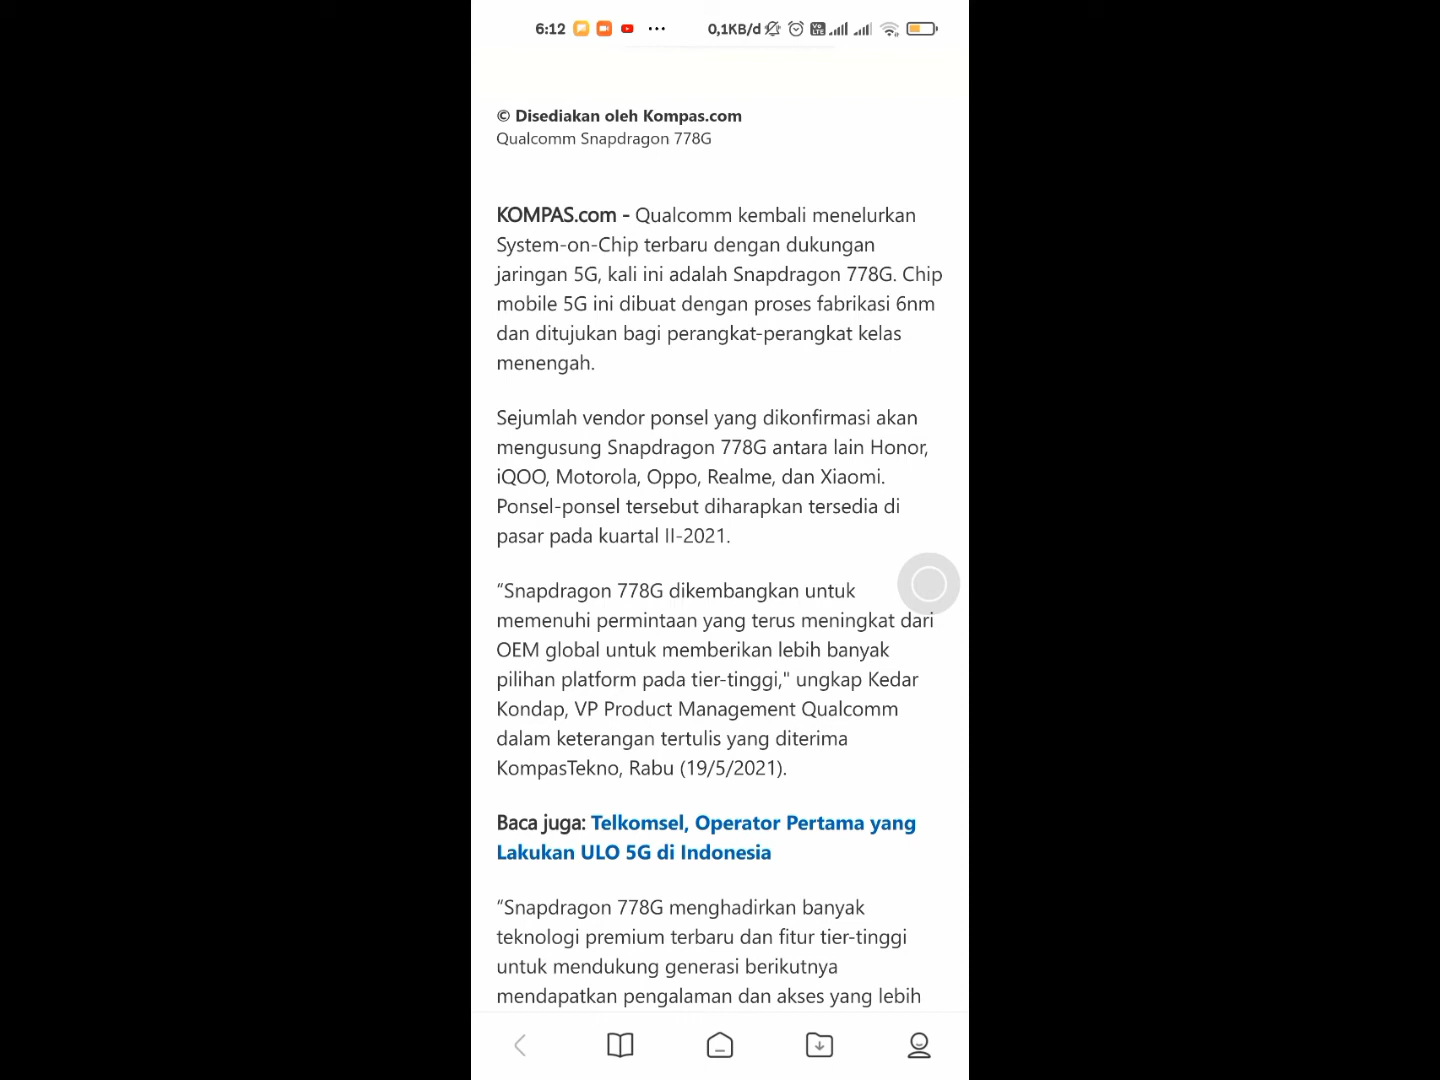 6:12 0,1KB/d
© Disediakan oleh Kompas.com
Qualcomm Snapdragon 778G
KOMPAS.com - Qualcomm kembali menelurkan
System-on-Chip terbaru dengan dukungan
jaringan 5G, kali ini adalah Snapdragon 778G. Chip
mobile 5G ini dibuat dengan proses fabrikasi 6nm
dan ditujukan bagi perangkat-perangkat kelas
menengah.
Sejumlah vendor ponsel yang dikonfirmasi akan
mengusung Snapdragon 778G antara lain Honor,
iQOO, Motorola, Oppo, Realme, dan Xiaomi.
Ponsel-ponsel tersebut diharapkan tersedia di
pasar pada kuartal II-2021.
“Snapdragon 778G dikembangkan untuk
memenuhi permintaan yang terus meningkat dari
OEM global untuk memberikan lebih banyak
pilihan platform pada tier-tinggi," ungkap Kedar
Kondap, VP Product Management Qualcomm
dalam keterangan tertulis yang diterima
KompasTekno, Rabu (19/5/2021).
Baca juga: Telkomsel, Operator Pertama yang
Lakukan ULO 5G di Indonesia
“Snapdragon 778G menghadirkan banyak
teknologi premium terbaru dan fitur tier-tinggi
untuk mendukung generasi berikutnya
mendapatkan pengalaman dan akses yang lebih